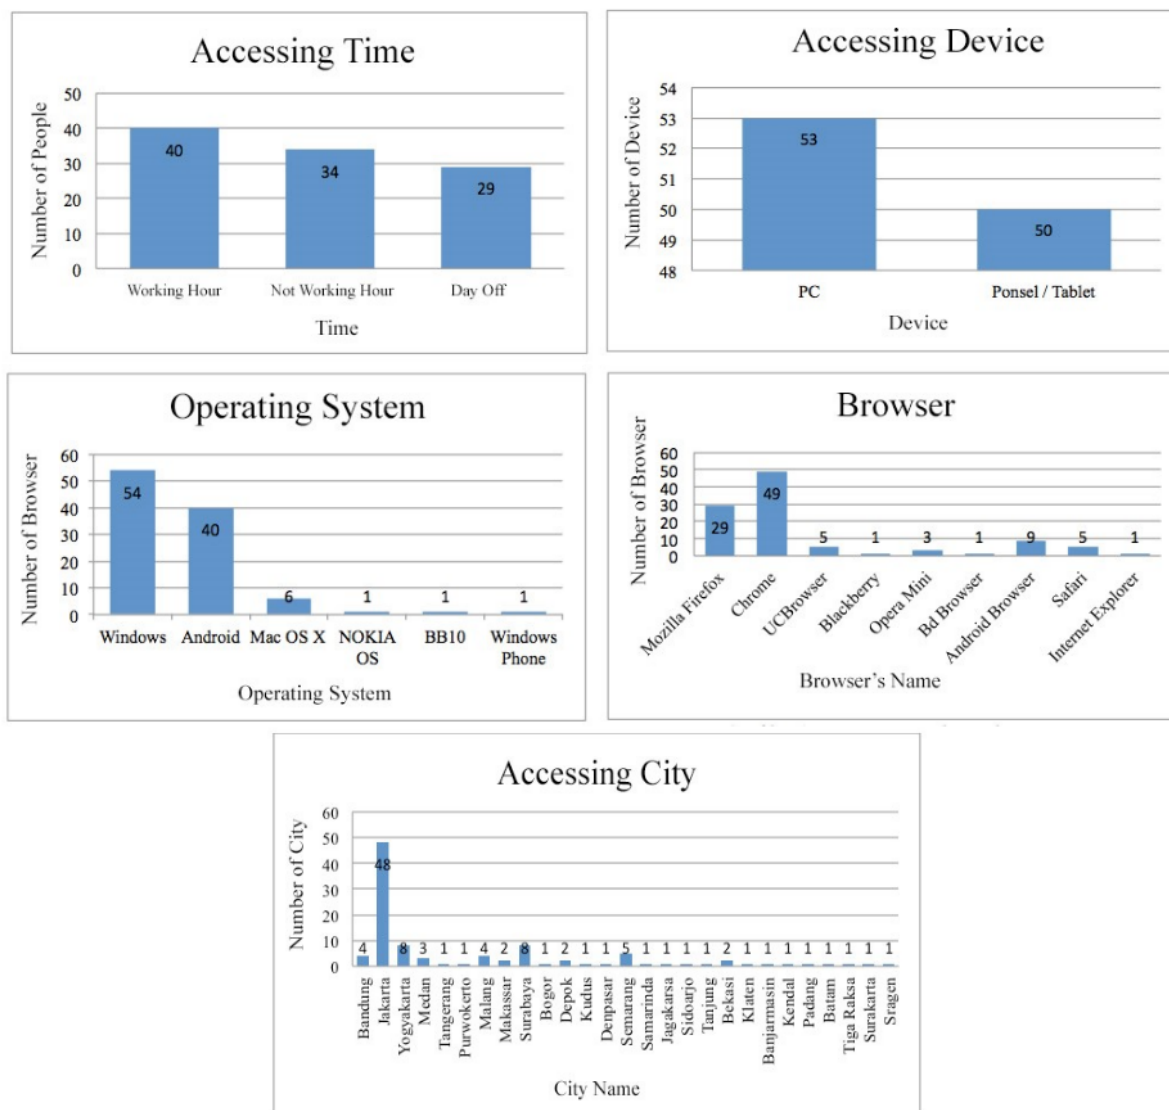 Accessing Time
Number of People
50
40
30
20
10
0
40
34
29
Working Hour
Not Working Hour
Day Off
Time
Accessing Device
Number of Device
54
53
52
51
50
49
48
53
50
PC
Ponsel / Tablet
Device
Operating System
Number of Browser
60
50
40
30
20
10
0
54
40
6
1
1
1
Windows
Android
Mac OS X
NOKIA
OS
BB10
Windows
Phone
Operating System
Browser
Number of Browser
60
50
40
30
20
10
0
29
49
5
1
3
1
9
5
1
Mozilla Firefox
Chrome
UCBrowser
Blackberry
Opera Mini
Bd Browser
Android Browser
Safari
Internet Explorer
Browser's Name
Accessing City
Number of City
60
50
40
30
20
10
0
4
48
8
3
1
1
4
2
8
1
2
1
1
5
1
1
1
1
2
1
1
1
1
1
1
1
1
Bandung
Jakarta
Yogyakarta
Medan
Tangerang
Purwokerto
Malang
Makassar
Surabaya
Bogor
Depok
Kudus
Denpasar
Semarang
Samarinda
Jagakarsa
Sidoarjo
Tanjung
Bekasi
Klaten
Banjarmasin
Kendal
Padang
Batam
Tiga Raksa
Surakarta
Sragen
City Name